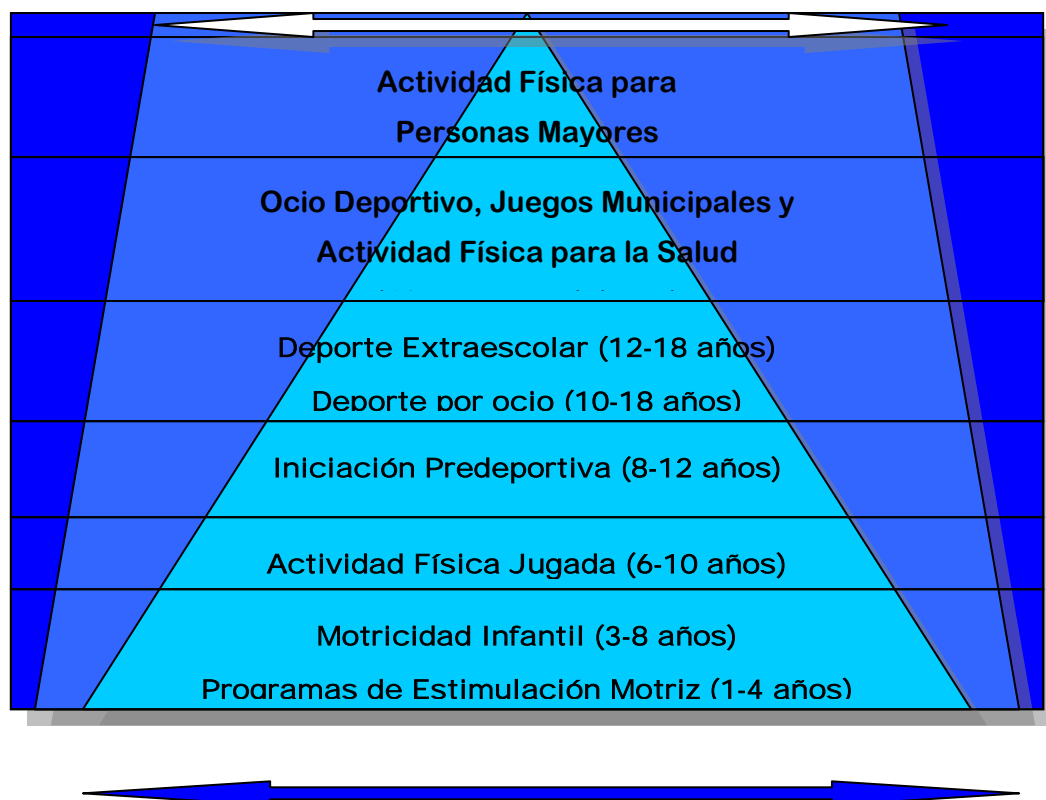 Actividad Física para
Personas Mayores
Ocio Deportivo, Juegos Municipales y
Actividad Física para la Salud
Deporte Extraescolar (12-18 años)
Deporte por ocio (10-18 años)
Iniciación Predeportiva (8-12 años)
Actividad Física Jugada (6-10 años)
Motricidad Infantil (3-8 años)
Programas de Estimulación Motriz (1-4 años)